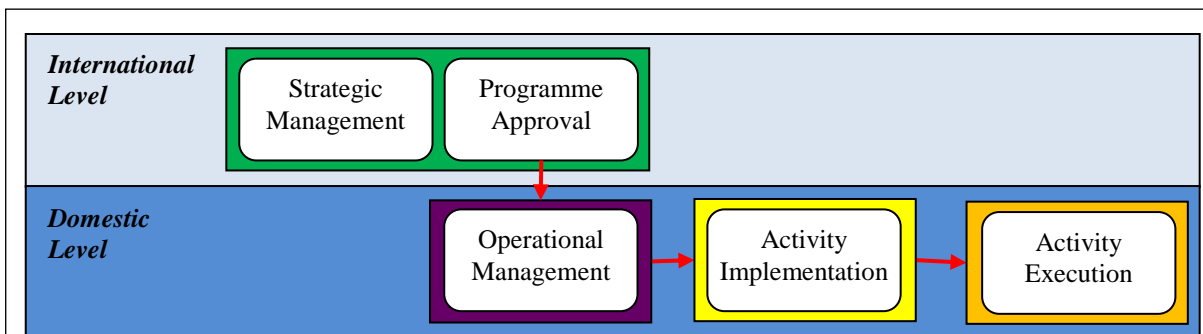 International
Level
Strategic
Management
Programme
Approval
Domestic
Level
Operational
Management
Activity
Implementation
Activity
Execution